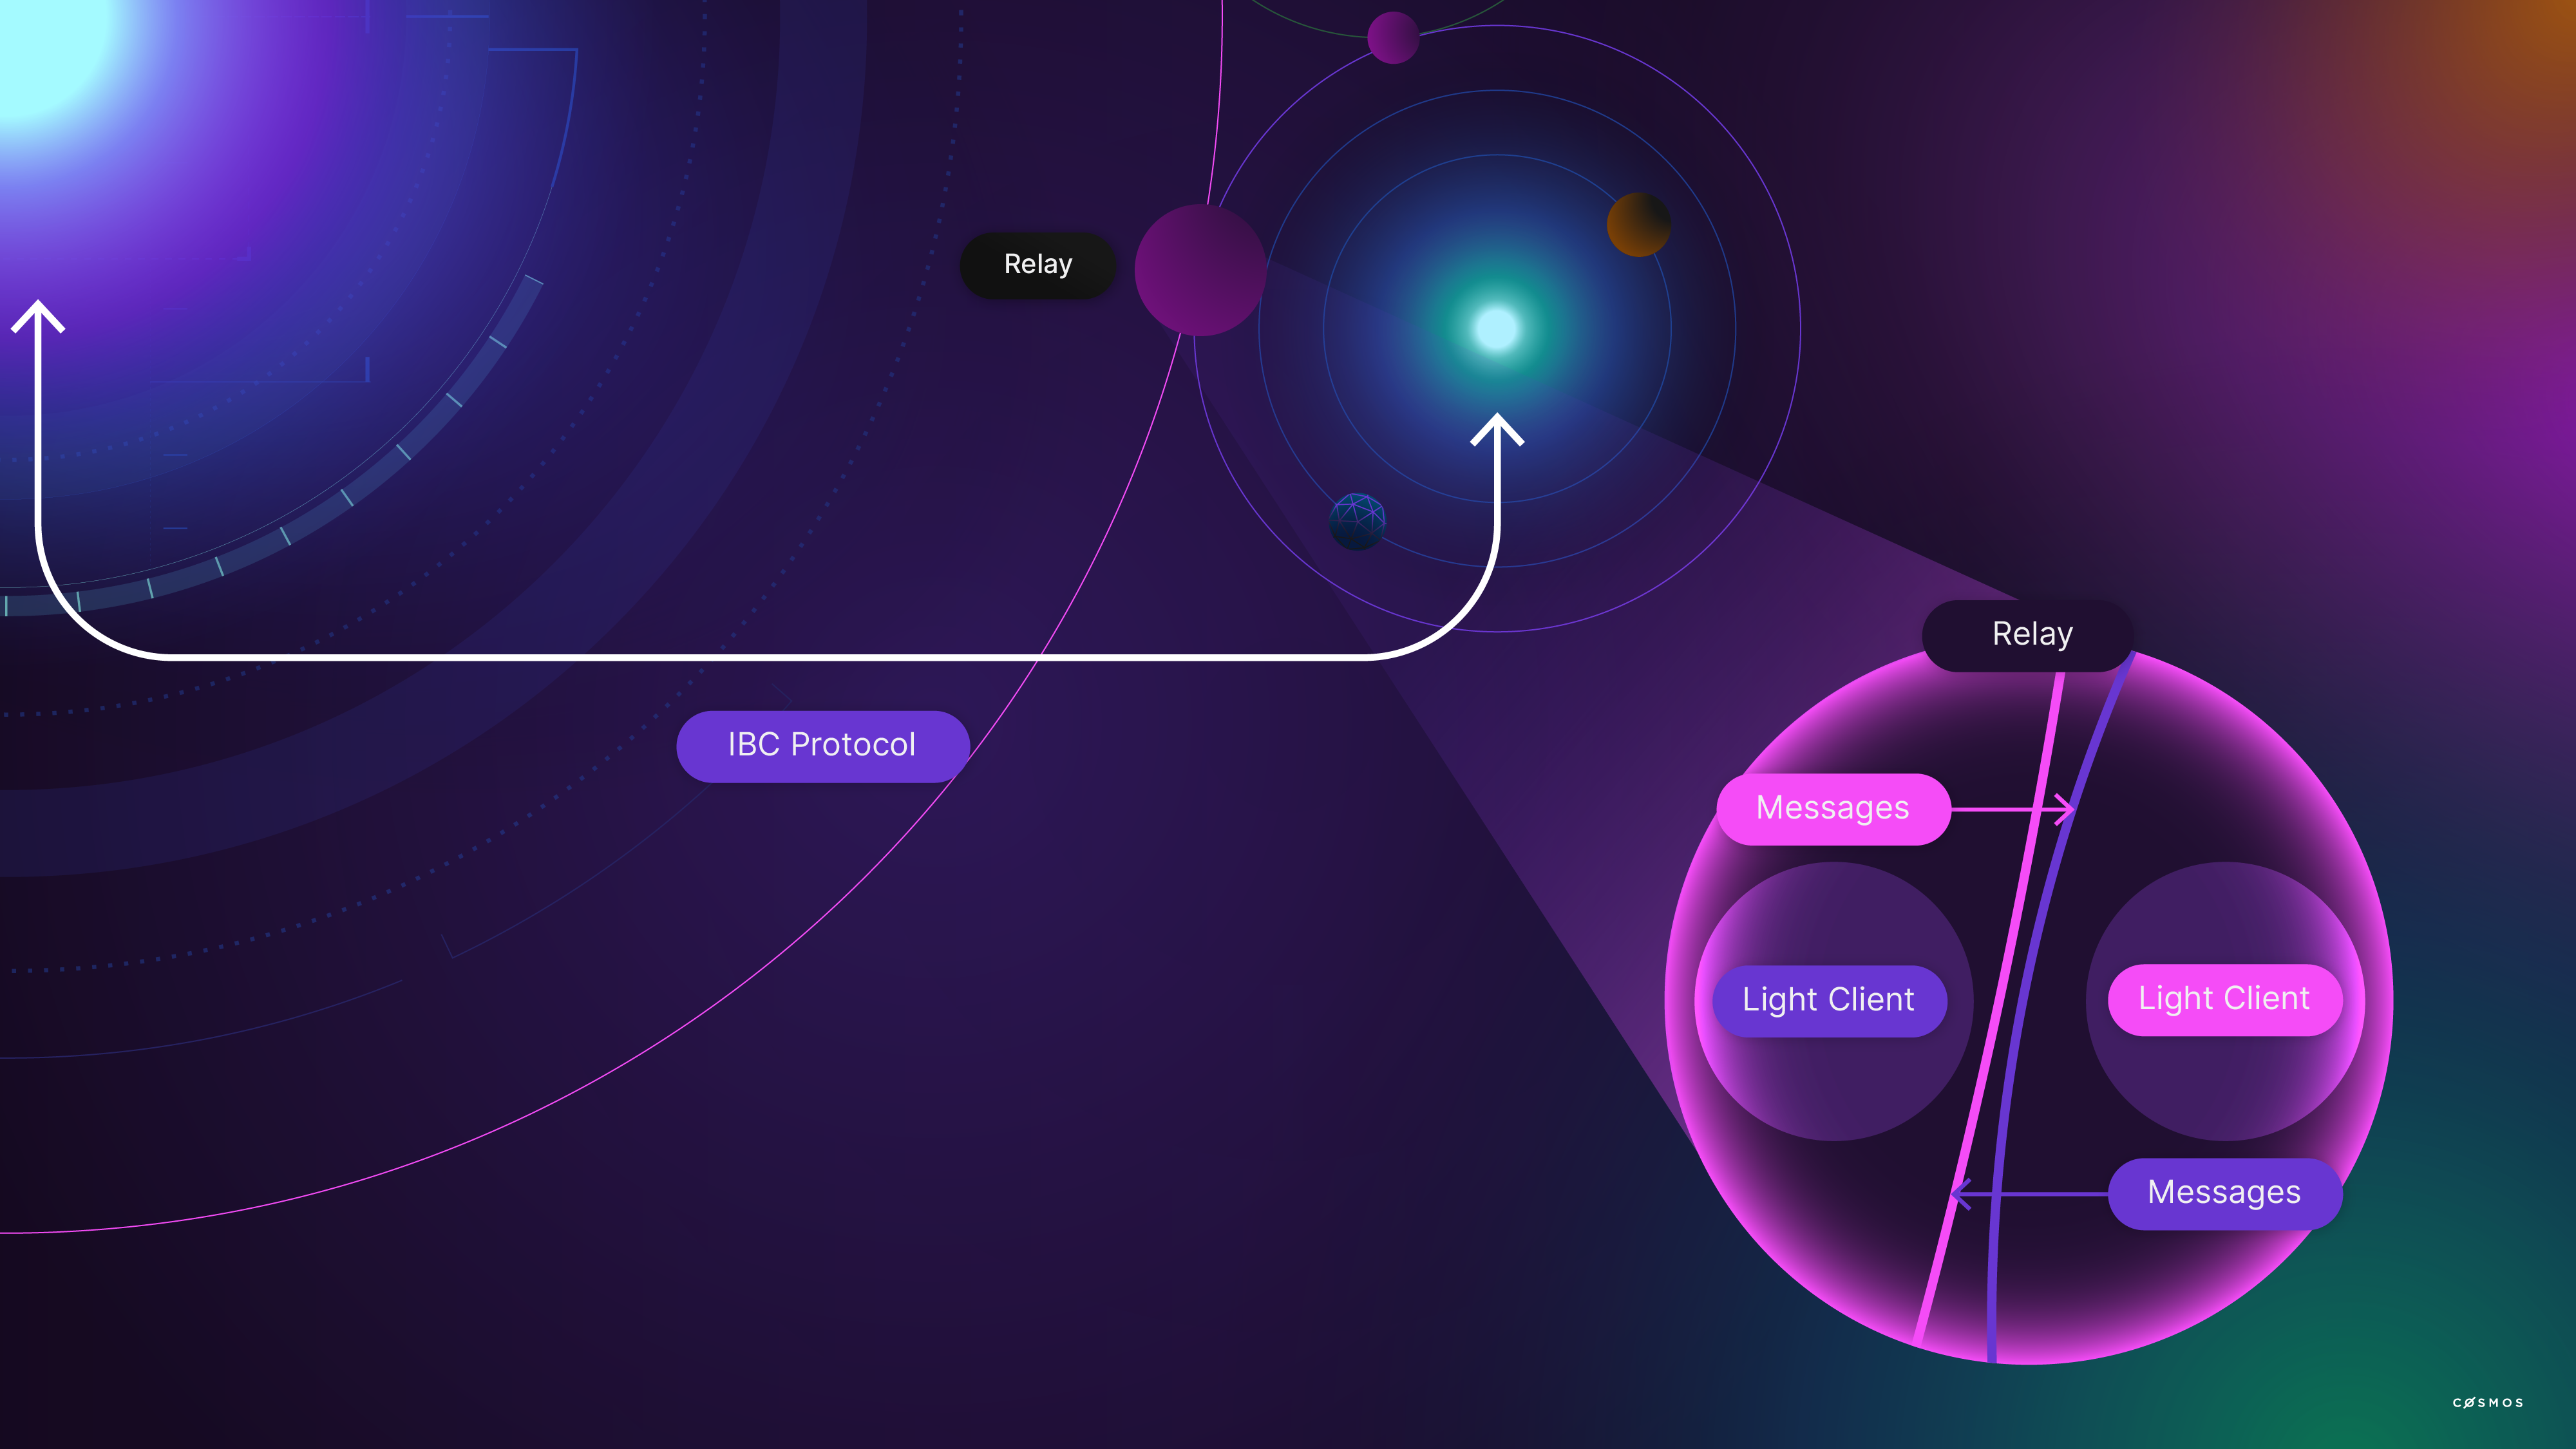 Relay
IBC Protocol
Relay
Messages
Light Client
Light Client
Messages
COSMOS